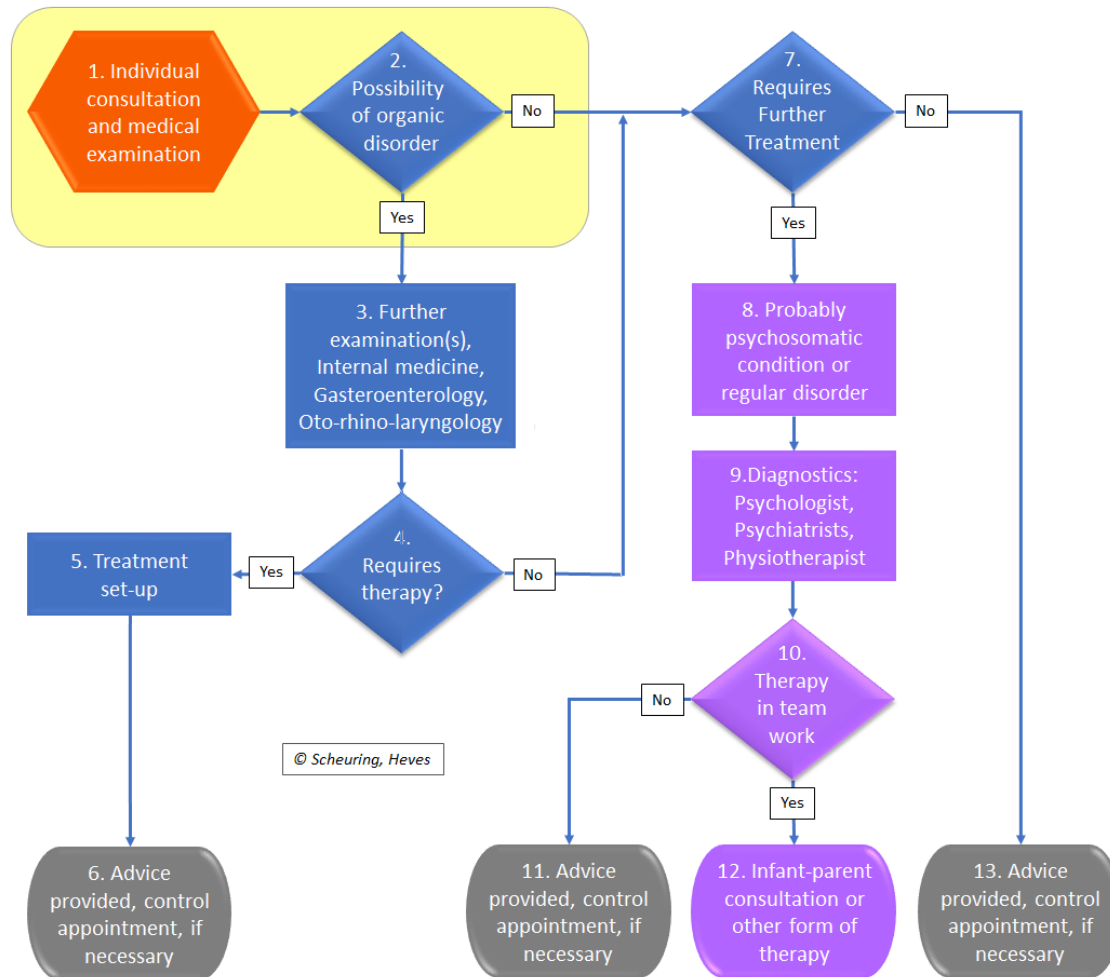 1. Individual
consultation
and medical
examination
2.
Possibility
of organic
disorder
No
Yes
7.
Requires
Further
Treatment
No
Yes
3. Further
examination(s),
Internal medicine,
Gasteroenterology,
Oto-rhino-laryngology
8. Probably
psychosomatic
condition or
regular disorder
4.
Requires
therapy?
Yes
No
5. Treatment
set-up
9.Diagnostics:
Psychologist,
Psychiatrists,
Physiotherapist
10.
Therapy
in team
work
No
Yes
© Scheuring, Heves
6. Advice
provided, control
appointment, if
necessary
11. Advice
provided, control
appointment, if
necessary
12. Infant-parent
consultation or
other form of
therapy
13. Advice
provided, control
appointment, if
necessary